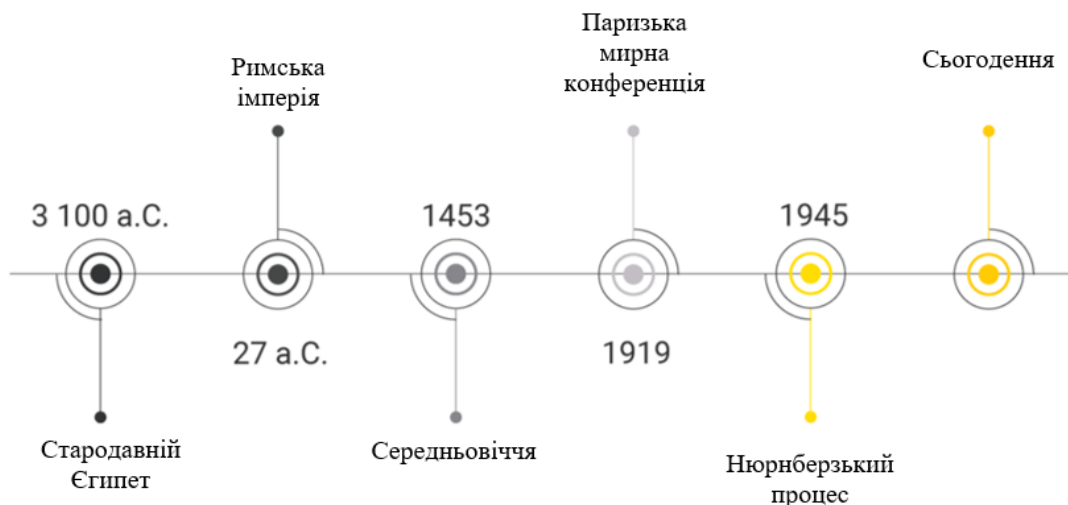 Паризька
мирна
конференція
Римська
імперія
Сьогодення
3 100 a.C.
1453
1945
27 a.C.
1919
Стародавній
Єгипет
Середньовіччя
Нюрнберзький
процес